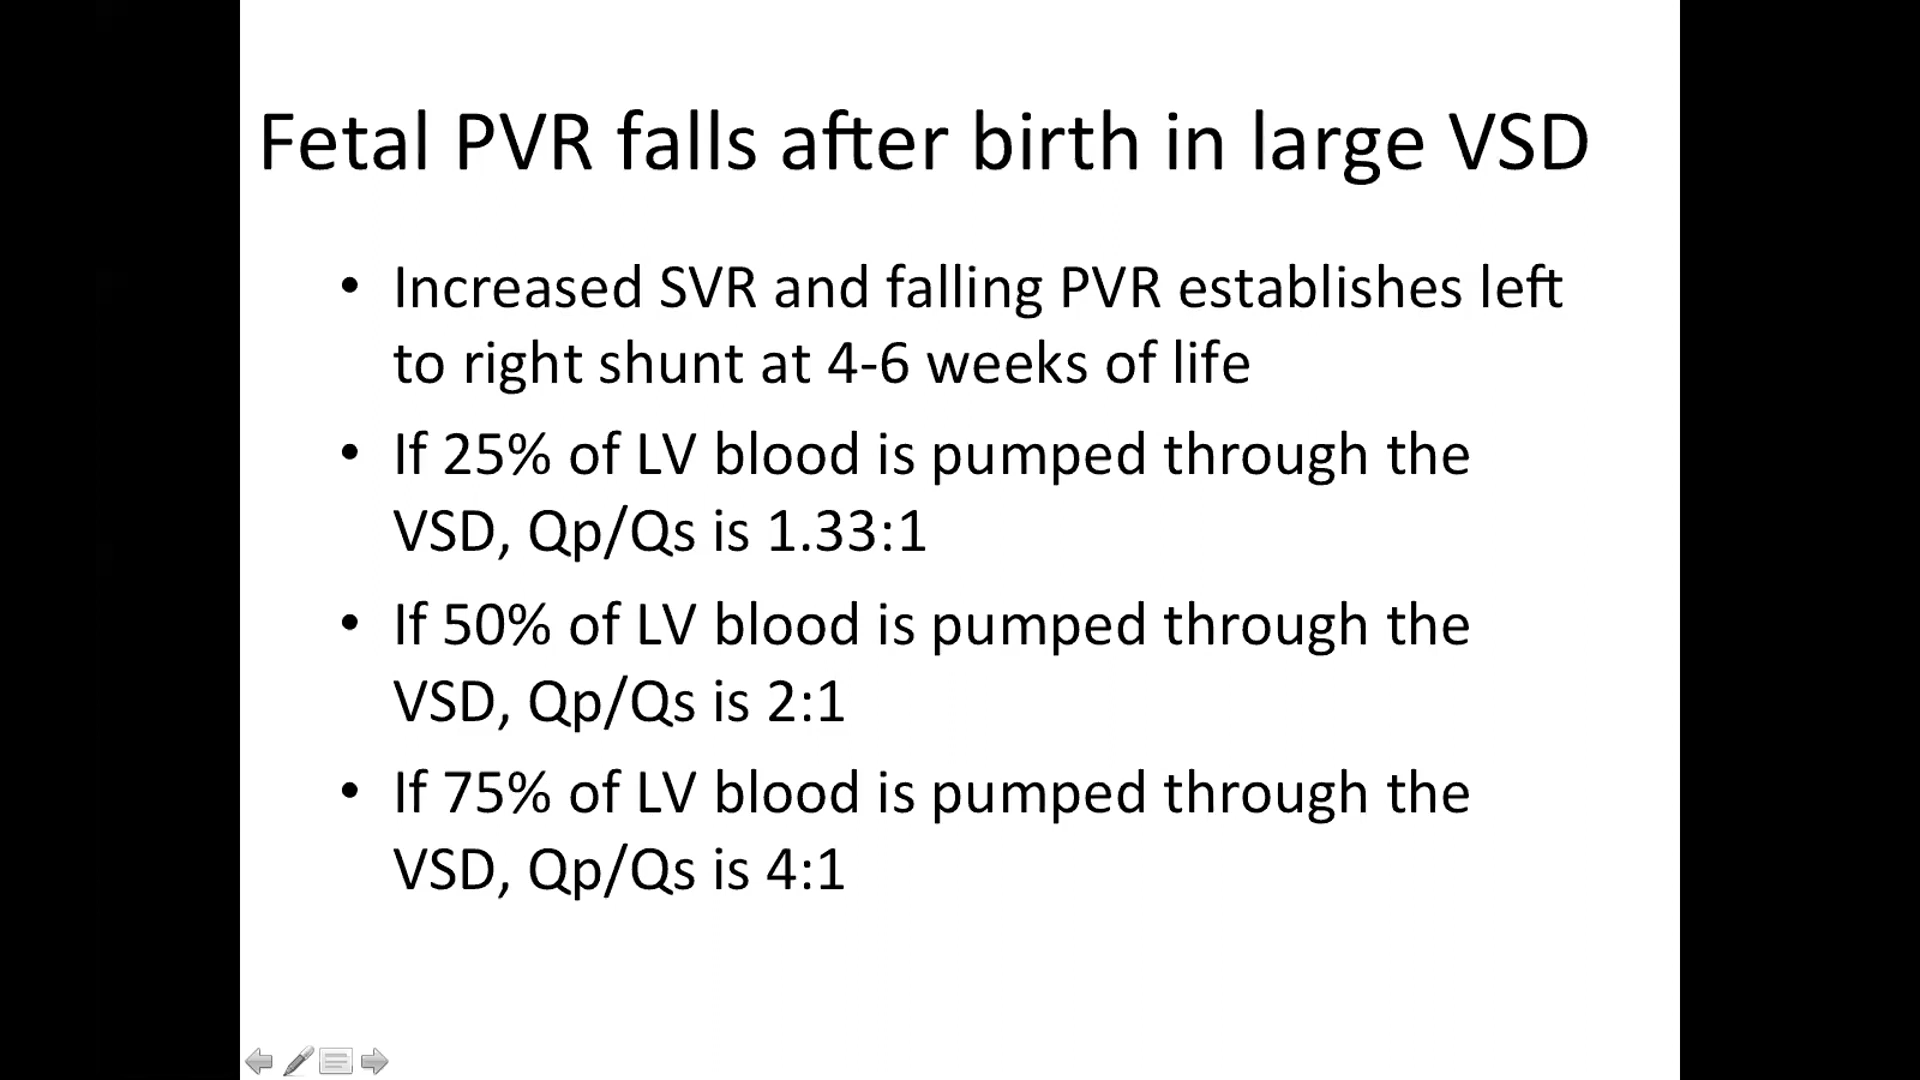 Fetal PVR falls after birth in large VSD
• Increased SVR and falling PVR establishes left
to right shunt at 4-6 weeks of life
• If 25% of LV blood is pumped through the
VSD, Qp/Qs is 1.33:1
• If 50% of LV blood is pumped through the
VSD, Qp/Qs is 2:1
• If 75% of LV blood is pumped through the
VSD, Qp/Qs is 4:1